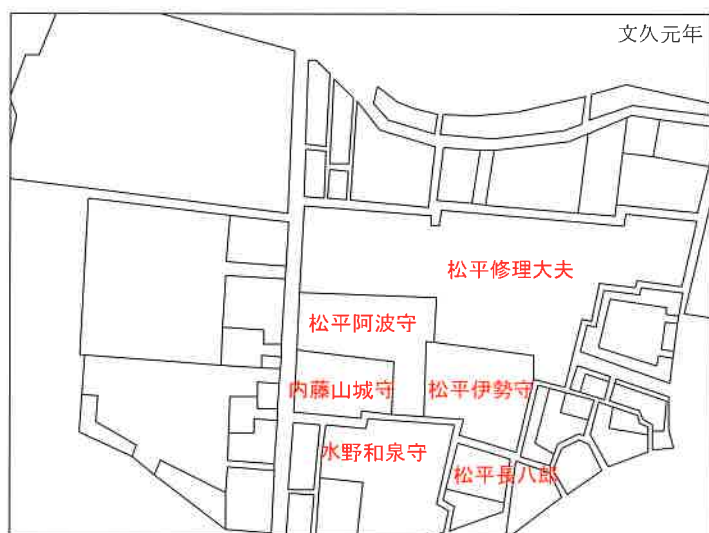 文久元年
松平修理大夫
松平阿波守
内藤山城守
松平伊勢守
水野和泉守
松平長八郎